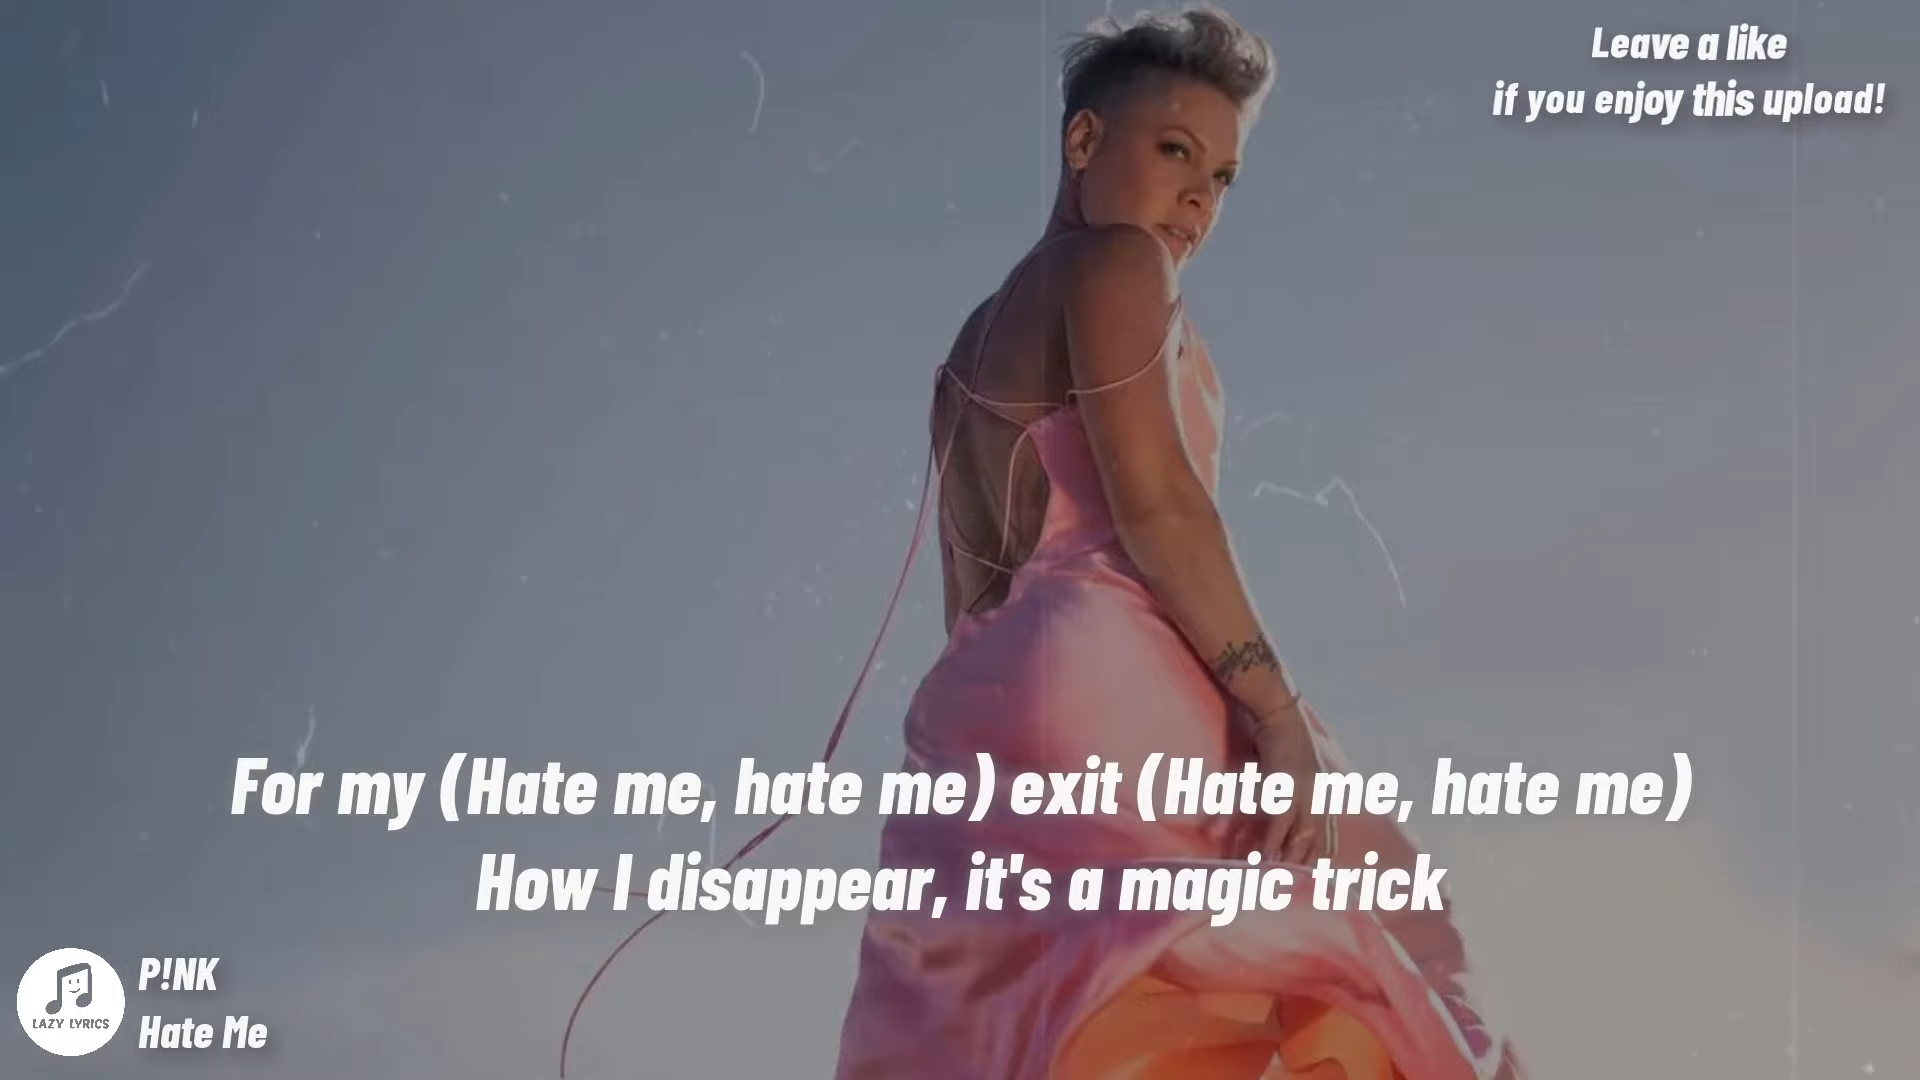 Leave a like
if you enjoy this upload!
For my (Hate me, hate me) exit (Hate me, hate me)
How I disappear, it's a magic trick
LAZY LYRICS
P!NK
Hate Me